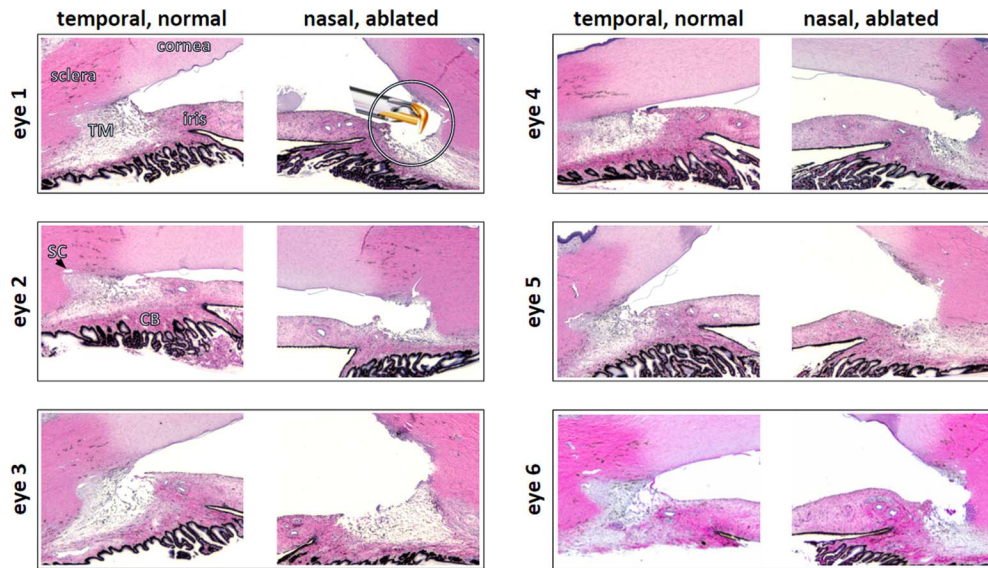 temporal, normal
nasal, ablated
temporal, normal
nasal, ablated
eye 1
cornea
sclera
TM
iris
eye 4
eye 2
SC
CB
eye 5
eye 3
eye 6